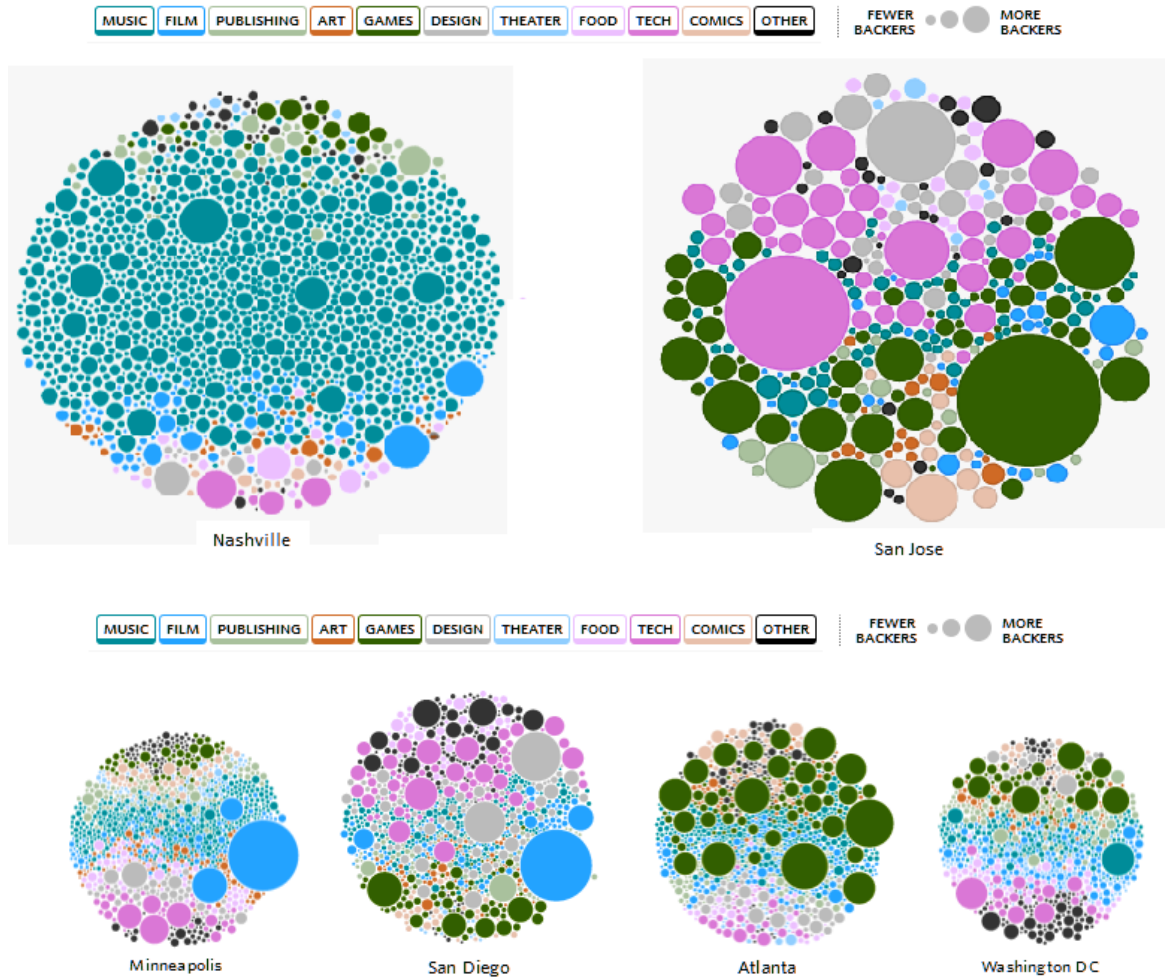 MUSIC FILM PUBLISHING ART GAMES DESIGN THEATER FOOD TECH COMICS OTHER FEWER BACKERS MORE BACKERS
Nashville
San Jose
MUSIC FILM PUBLISHING ART GAMES DESIGN THEATER FOOD TECH COMICS OTHER FEWER BACKERS MORE BACKERS
Minneapolis
San Diego
Atlanta
Washington DC